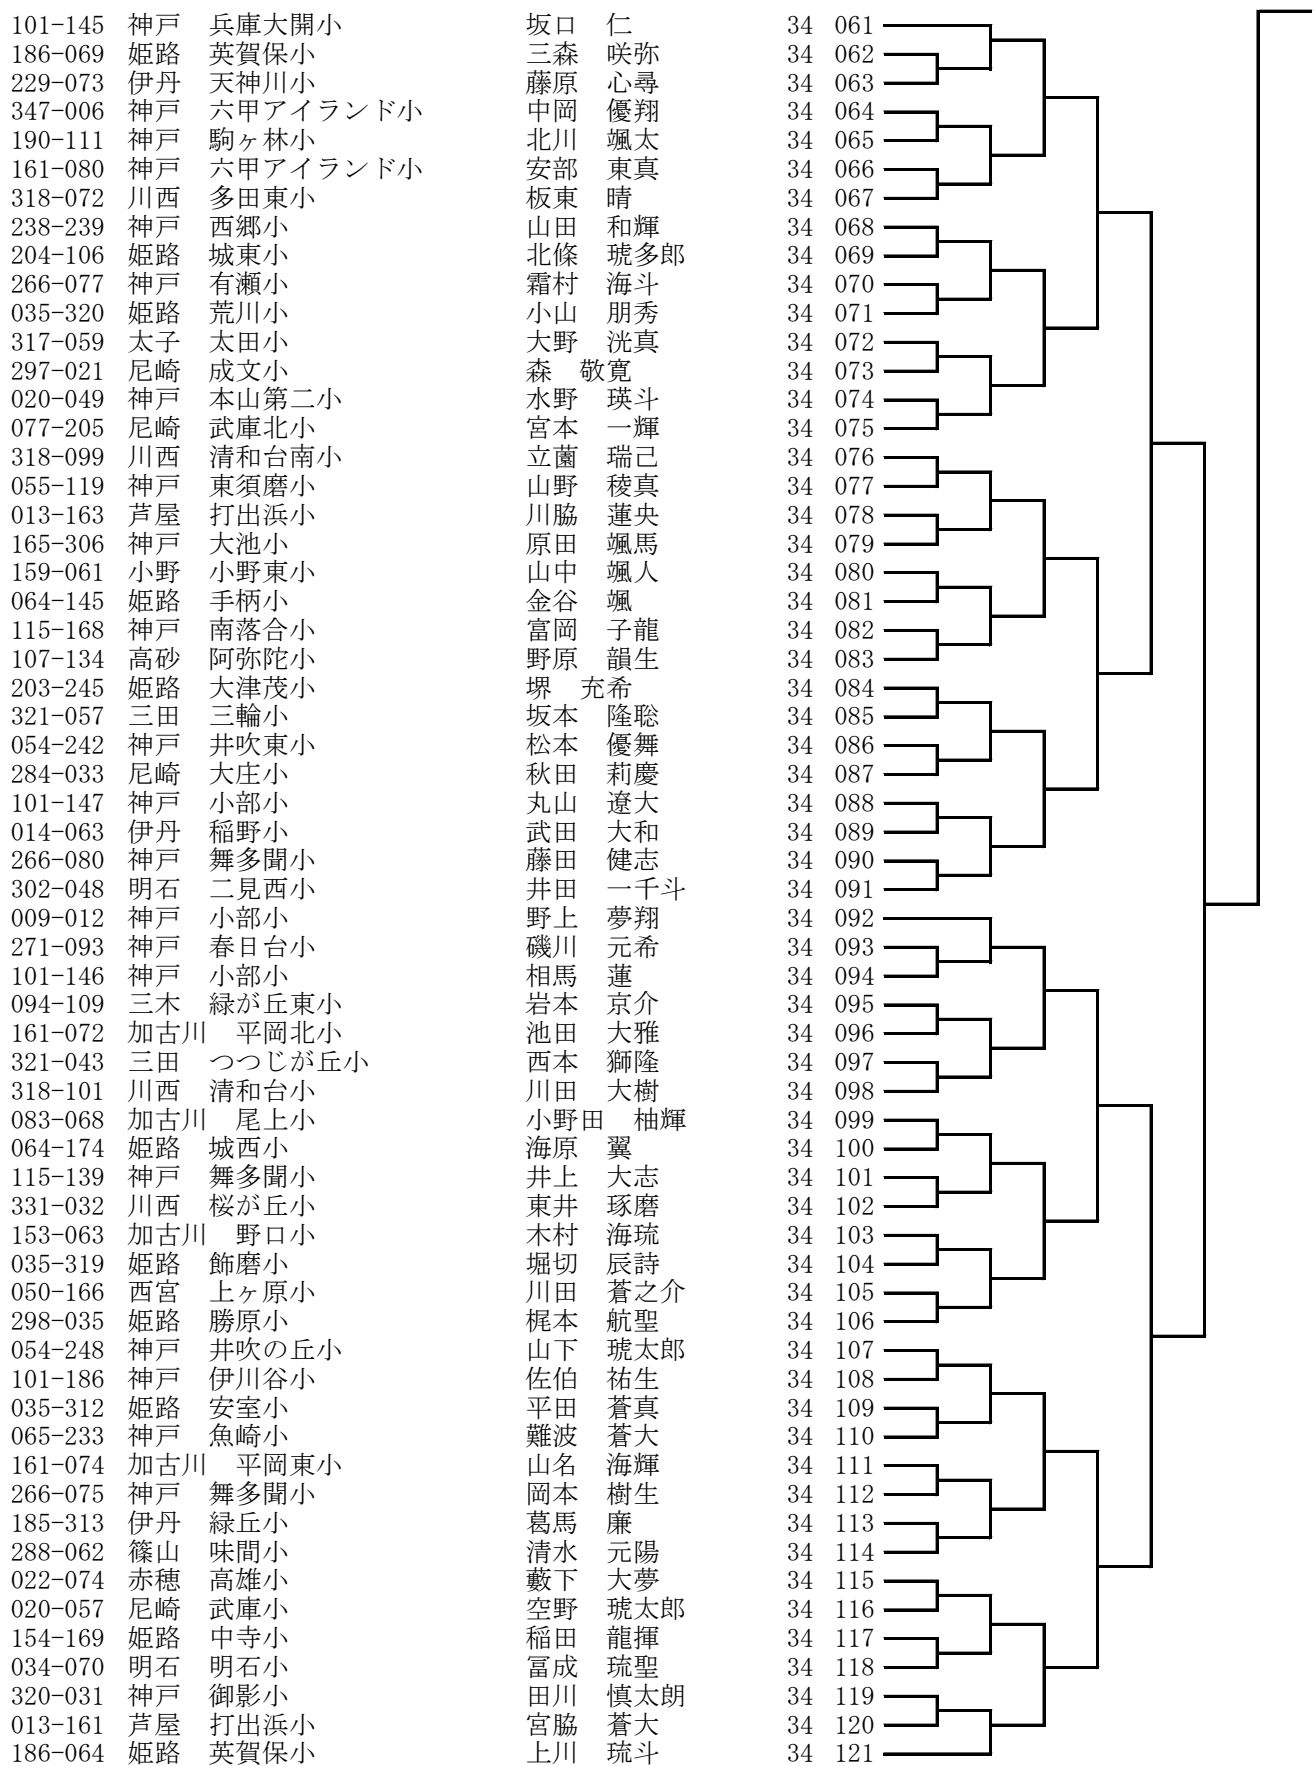 101-145 神戸　兵庫大開小 坂口　仁 34 061
186-069 姫路　英賀保小 三森　咲弥 34 062
229-073 伊丹　天神川小 藤原　心尋 34 063
347-006 神戸　六甲アイランド小 中岡　優翔 34 064
190-111 神戸　駒ヶ林小 北川　颯太 34 065
161-080 神戸　六甲アイランド小 安部　東真 34 066
318-072 川西　多田東小 板東　晴 34 067
238-239 神戸　西郷小 山田　和輝 34 068
204-106 姫路　城東小 北條　琥多郎 34 069
266-077 神戸　有瀬小 霜村　海斗 34 070
035-320 姫路　荒川小 小山　朋秀 34 071
317-059 太子　太田小 大野　洸真 34 072
297-021 尼崎　成文小 森　敬寛 34 073
020-049 神戸　本山第二小 水野　瑛斗 34 074
077-205 尼崎　武庫北小 宮本　一輝 34 075
318-099 川西　清和台南小 立薗　瑞己 34 076
055-119 神戸　東須磨小 山野　稜真 34 077
013-163 芦屋　打出浜小 川脇　蓮央 34 078
165-306 神戸　大池小 原田　颯馬 34 079
159-061 小野　小野東小 山中　颯人 34 080
064-145 姫路　手柄小 金谷　颯 34 081
115-168 神戸　南落合小 富岡　子龍 34 082
107-134 高砂　阿弥陀小 野原　韻生 34 083
203-245 姫路　大津茂小 堺　充希 34 084
321-057 三田　三輪小 坂本　隆聡 34 085
054-242 神戸　井吹東小 松本　優舞 34 086
284-033 尼崎　大庄小 秋田　莉慶 34 087
101-147 神戸　小部小 丸山　遼大 34 088
014-063 伊丹　稲野小 武田　大和 34 089
266-080 神戸　舞多聞小 藤田　健志 34 090
302-048 明石　二見西小 井田　一千斗 34 091
009-012 神戸　小部小 野上　夢翔 34 092
271-093 神戸　春日台小 磯川　元希 34 093
101-146 神戸　小部小 相馬　蓮 34 094
094-109 三木　緑が丘東小 岩本　京介 34 095
161-072 加古川　平岡北小 池田　大雅 34 096
321-043 三田　つつじが丘小 西本　獅隆 34 097
318-101 川西　清和台小 川田　大樹 34 098
083-068 加古川　尾上小 小野田　柚輝 34 099
064-174 姫路　城西小 海原　翼 34 100
115-139 神戸　舞多聞小 井上　大志 34 101
331-032 川西　桜が丘小 東井　琢磨 34 102
153-063 加古川　野口小 木村　海琉 34 103
035-319 姫路　飾磨小 堀切　辰詩 34 104
050-166 西宮　上ヶ原小 川田　蒼之介 34 105
298-035 姫路　勝原小 梶本　航聖 34 106
054-248 神戸　井吹の丘小 山下　琥太郎 34 107
101-186 神戸　伊川谷小 佐伯　祐生 34 108
035-312 姫路　安室小 平田　蒼真 34 109
065-233 神戸　魚崎小 難波　蒼大 34 110
161-074 加古川　平岡東小 山名　海輝 34 111
266-075 神戸　舞多聞小 岡本　樹生 34 112
185-313 伊丹　緑丘小 葛馬　廉 34 113
288-062 篠山　味間小 清水　元陽 34 114
022-074 赤穂　高雄小 藪下　大夢 34 115
020-057 尼崎　武庫小 空野　琥太郎 34 116
154-169 姫路　中寺小 稲田　龍揮 34 117
034-070 明石　明石小 冨成　琉聖 34 118
320-031 神戸　御影小 田川　慎太朗 34 119
013-161 芦屋　打出浜小 宮脇　蒼大 34 120
186-064 姫路　英賀保小 上川　琉斗 34 121